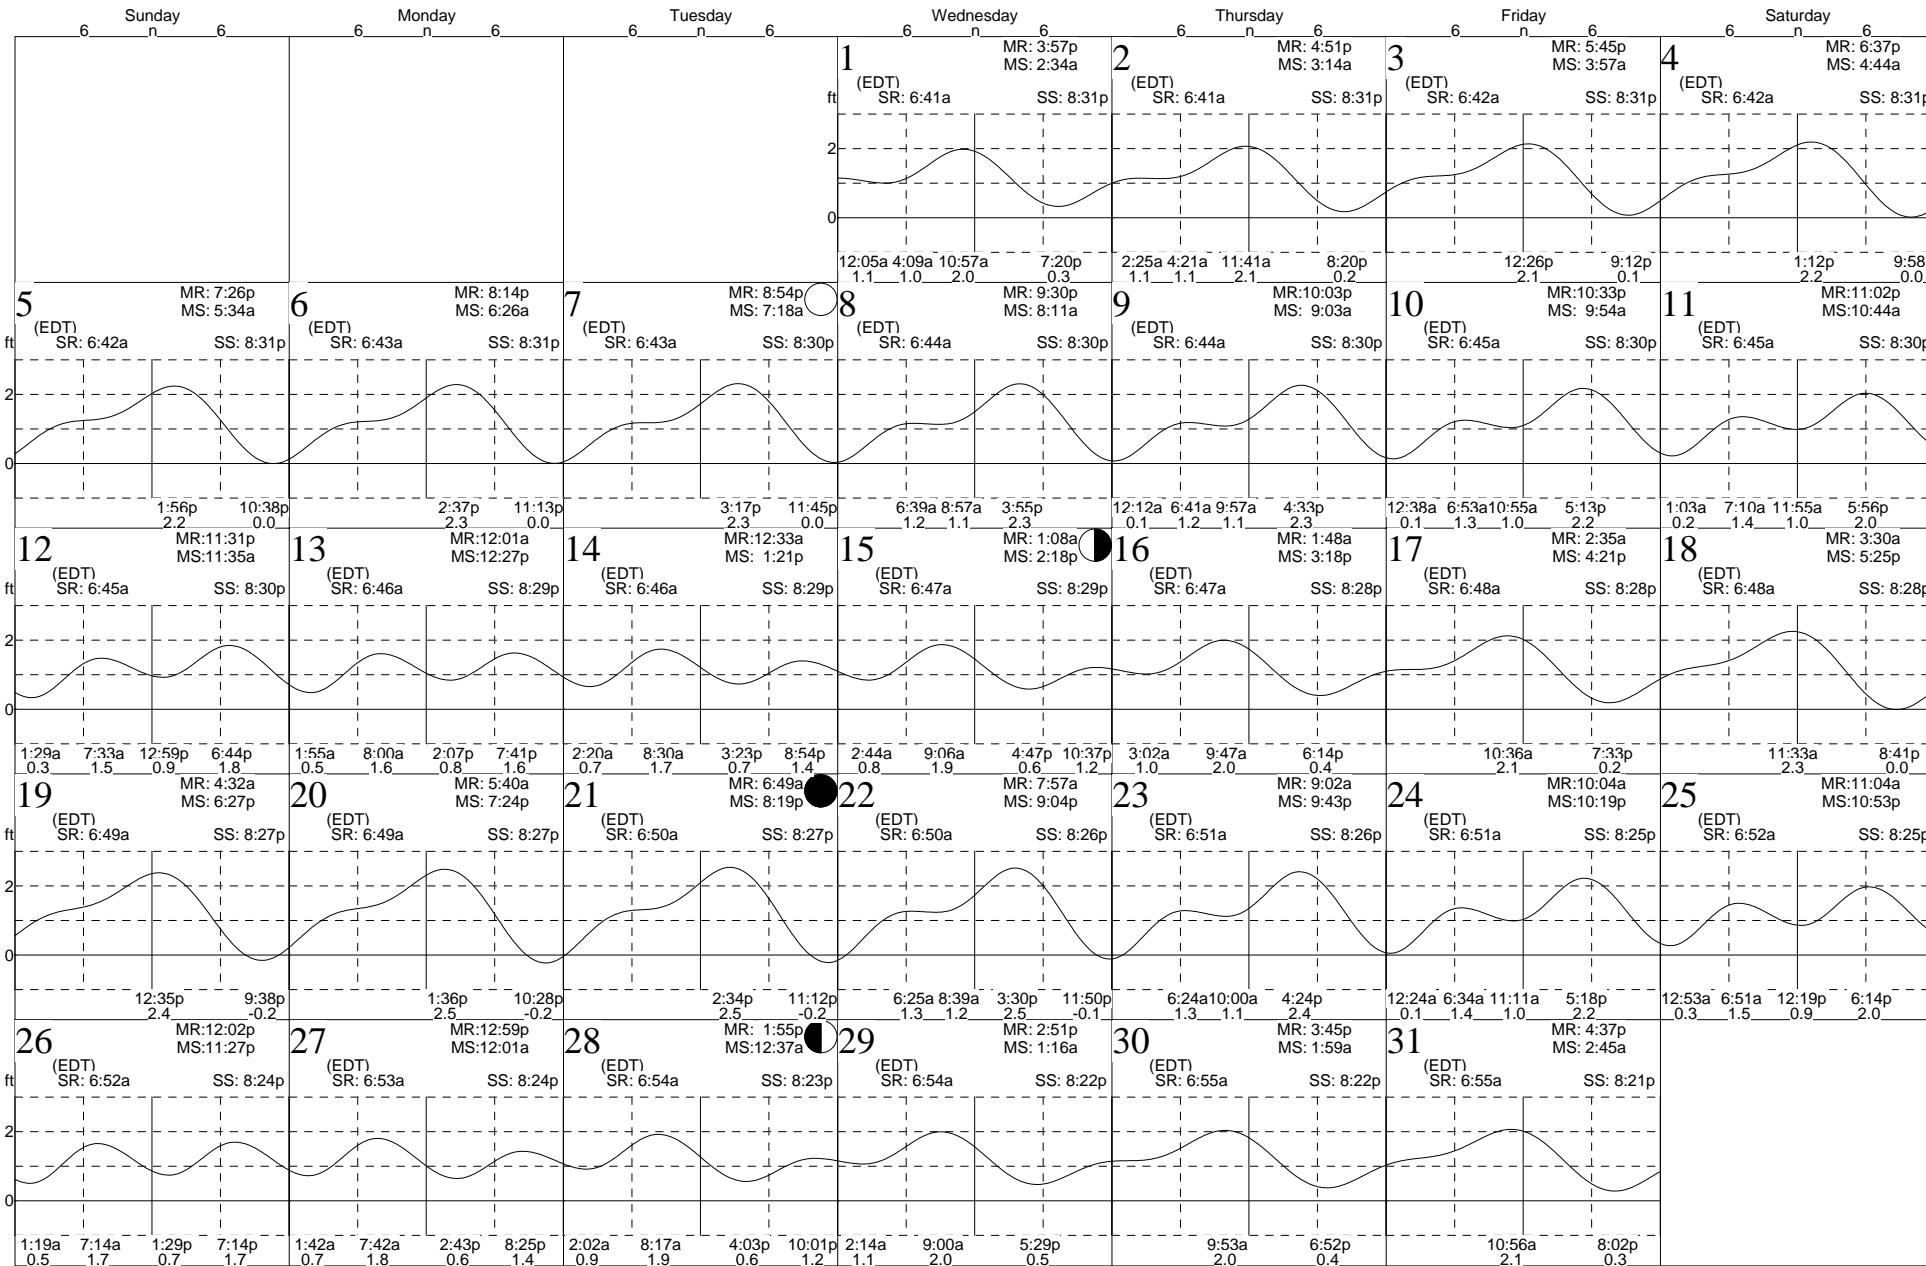 Sunday Monday Tuesday Wednesday Thursday Friday Saturday
6 n 6 6 n 6 6 n 6 6 n 6 6 n 6 6 n 6 6 n 6
1 MR: 3:57p 2 MR: 4:51p 3 MR: 5:45p 4 MR: 6:37p
MS: 2:34a MS: 3:14a MS: 3:57a MS: 4:44a
(EDT) (EDT) (EDT) (EDT)
ft SR: 6:41a SS: 8:31p SR: 6:41a SS: 8:31p SR: 6:42a SS: 8:31p SR: 6:42a SS: 8:31p
2
0
12:05a 4:09a 10:57a 7:20p 2:25a 4:21a 11:41a 8:20p 12:26p 9:12p 1:12p 9:58
1.1 1.0 2.0 0.3 1.1 1.1 2.1 0.2 2.1 0.1 2.2 0.0
5 MR: 7:26p 6 MR: 8:14p 7 MR: 8:54p 8 MR: 9:30p 9 MR:10:03p 10 MR:10:33p 11 MR:11:02p
MS: 5:34a MS: 6:26a MS: 7:18a MS: 8:11a MS: 9:03a MS: 9:54a MS:10:44a
(EDT) (EDT) (EDT) (EDT) (EDT) (EDT) (EDT)
ft SR: 6:42a SS: 8:31p SR: 6:43a SS: 8:31p SR: 6:43a SS: 8:30p SR: 6:44a SS: 8:30p SR: 6:44a SS: 8:30p SR: 6:45a SS: 8:30p SR: 6:45a SS: 8:30p
2
0
1:56p 10:38p 2:37p 11:13p 3:17p 11:45p 6:39a 8:57a 3:55p 12:12a 6:41a 9:57a 4:33p 12:38a 6:53a 10:55a 5:13p 1:03a 7:10a 11:55a 5:56p
2.2 0.0 2.3 0.0 2.3 0.0 1.2 1.1 2.3 0.1 1.2 1.1 2.3 0.1 1.3 1.0 2.2 0.2 1.4 1.0 2.0
12 MR:11:31p 13 MR:12:01a 14 MR:12:33a 15 MR: 1:08a 16 MR: 1:48a 17 MR: 2:35a 18 MR: 3:30a
MS:11:35a MS:12:27p MS: 1:21p MS: 2:18p MS: 3:18p MS: 4:21p MS: 5:25p
(EDT) (EDT) (EDT) (EDT) (EDT) (EDT) (EDT)
ft SR: 6:45a SS: 8:30p SR: 6:46a SS: 8:29p SR: 6:46a SS: 8:29p SR: 6:47a SS: 8:29p SR: 6:47a SS: 8:28p SR: 6:48a SS: 8:28p SR: 6:48a SS: 8:28p
2
0
1:29a 7:33a 12:59p 6:44p 1:55a 8:00a 2:07p 7:41p 2:20a 8:30a 3:23p 8:54p 2:44a 9:06a 4:47p 10:37p 3:02a 9:47a 6:14p 10:36a 7:33p 11:33a 8:41p
0.3 1.5 0.9 1.8 0.5 1.6 0.8 1.6 0.7 1.7 0.7 1.4 0.8 1.9 0.6 1.2 1.0 2.0 0.4 2.1 0.2 2.3 0.0
19 MR: 4:32a 20 MR: 5:40a 21 MR: 6:49a 22 MR: 7:57a 23 MR: 9:02a 24 MR:10:04a 25 MR:11:04a
MS: 6:27p MS: 7:24p MS: 8:19p MS: 9:04p MS: 9:43p MS:10:19p MS:10:53p
(EDT) (EDT) (EDT) (EDT) (EDT) (EDT) (EDT)
ft SR: 6:49a SS: 8:27p SR: 6:49a SS: 8:27p SR: 6:50a SS: 8:27p SR: 6:50a SS: 8:26p SR: 6:51a SS: 8:26p SR: 6:51a SS: 8:25p SR: 6:52a SS: 8:25p
2
0
12:35p 9:38p 1:36p 10:28p 2:34p 11:12p 6:25a 8:39a 3:30p 11:50p 6:24a 10:00a 4:24p 12:24a 6:34a 11:11a 5:18p 12:53a 6:51a 12:19p 6:14p
2.4 -0.2 2.5 -0.2 2.5 -0.2 1.3 1.2 2.5 -0.1 1.3 1.1 2.4 0.1 1.4 1.0 2.2 0.3 1.5 0.9 2.0
26 MR:12:02p 27 MR:12:59p 28 MR: 1:55p 29 MR: 2:51p 30 MR: 3:45p 31 MR: 4:37p
MS:11:27p MS:12:01a MS:12:37a MS: 1:16a MS: 1:59a MS: 2:45a
(EDT) (EDT) (EDT) (EDT) (EDT) (EDT)
ft SR: 6:52a SS: 8:24p SR: 6:53a SS: 8:24p SR: 6:54a SS: 8:23p SR: 6:54a SS: 8:22p SR: 6:55a SS: 8:22p SR: 6:55a SS: 8:21p
2
0
1:19a 7:14a 1:29p 7:14p 1:42a 7:42a 2:43p 8:25p 2:02a 8:17a 4:03p 10:01p 2:14a 9:00a 5:29p 9:53a 6:52p 10:56a 8:02p
0.5 1.7 0.7 1.7 0.7 1.8 0.6 1.4 0.9 1.9 0.6 1.2 1.1 2.0 0.5 2.0 0.4 2.1 0.3